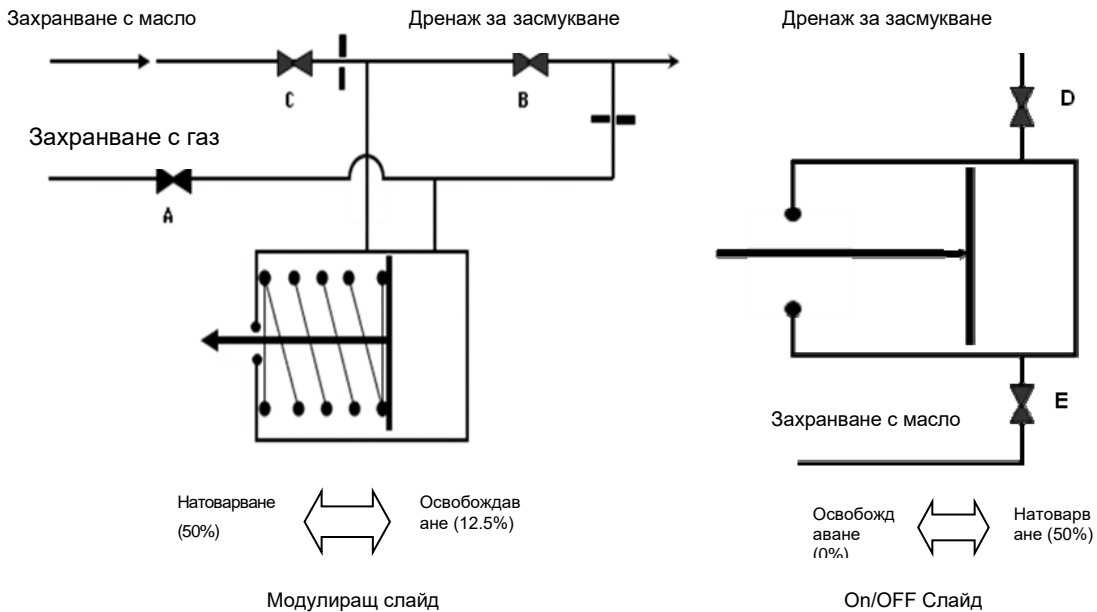 Захранване с масло
Дренаж за засмукване
Дренаж за засмукване
C
B
D
Захранване с газ
A
E
Захранване с масло
Натоварване
(50%)
Освобождав
ане (12.5%)
Освобожд
аване
(0%)
Натоварв
ане (50%)
Модулиращ слайд
On/OFF Слайд